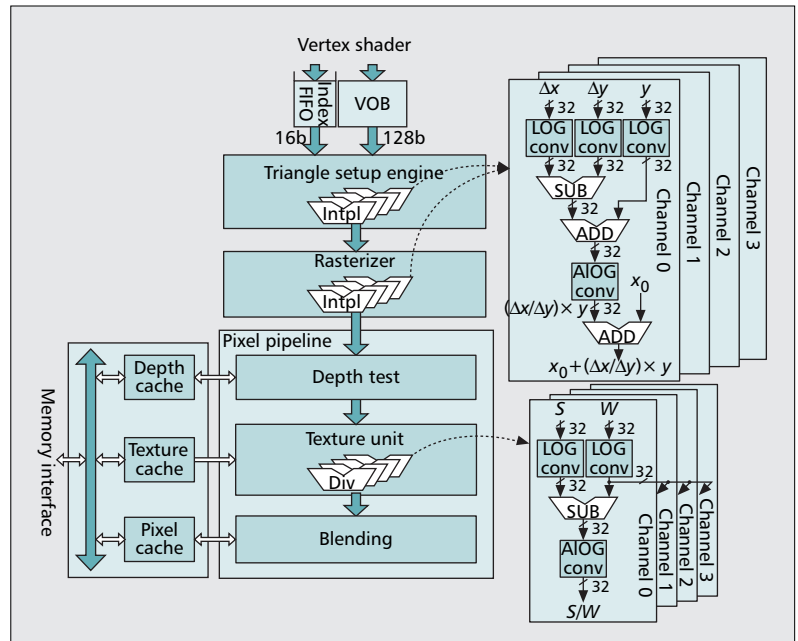 Vertex shader
Index
FIFO
VOB
16b
128b
Triangle setup engine
Intpl
Rasterizer
Intpl
Pixel pipeline
Depth test
Texture unit
Div
Blending
Memory interface
Depth
cache
Texture
cache
Pixel
cache
Δx
Δy
y
32
32
32
LOG
conv
LOG
conv
LOG
conv
32
32
32
SUB
32
ADD
32
AlOG
conv
(Δx/Δy) × y
32
x0
ADD
x0 + (Δx/Δy) × y
Channel 0
Channel 1
Channel 2
Channel 3
S
W
32
32
LOG
conv
LOG
conv
32
32
SUB
32
AlOG
conv
32
S/W
Channel 0
Channel 1
Channel 2
Channel 3